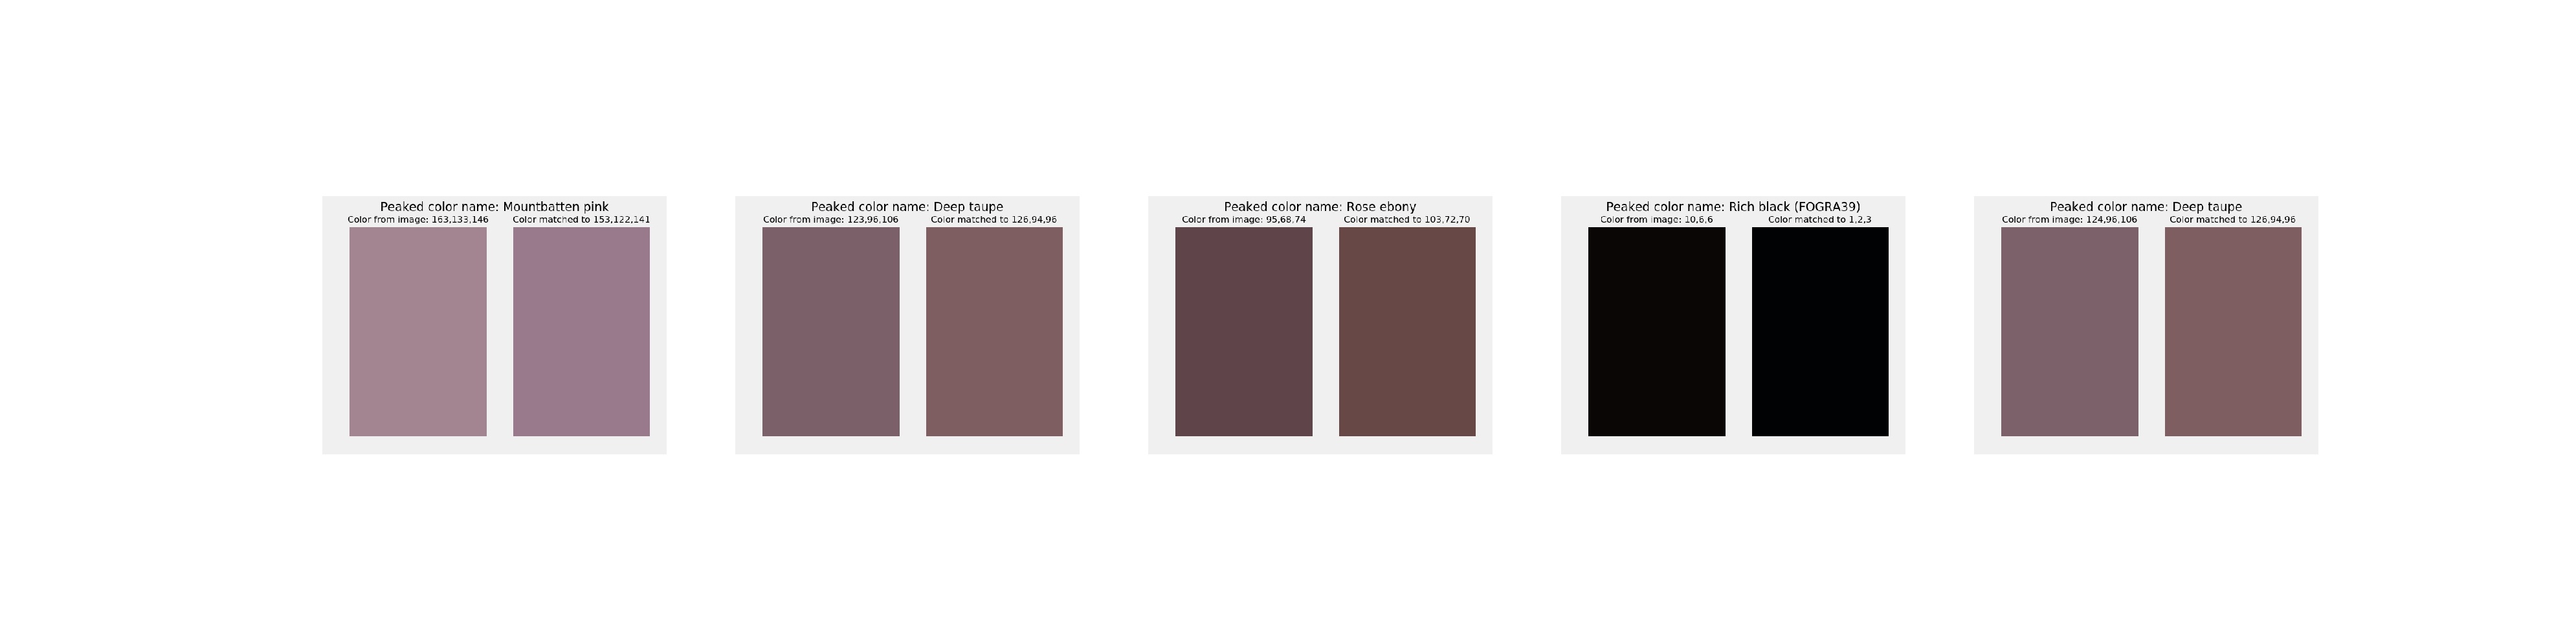 Peaked color name: Mountbatten pink
Color from image: 163,133,146
Color matched to 153,122,141
Peaked color name: Deep taupe
Color from image: 123,96,106
Color matched to 126,94,96
Peaked color name: Rose ebony
Color from image: 95,68,74
Color matched to 103,72,70
Peaked color name: Rich black (FOGRA39)
Color from image: 10,6,6
Color matched to 1,2,3
Peaked color name: Deep taupe
Color from image: 124,96,106
Color matched to 126,94,96